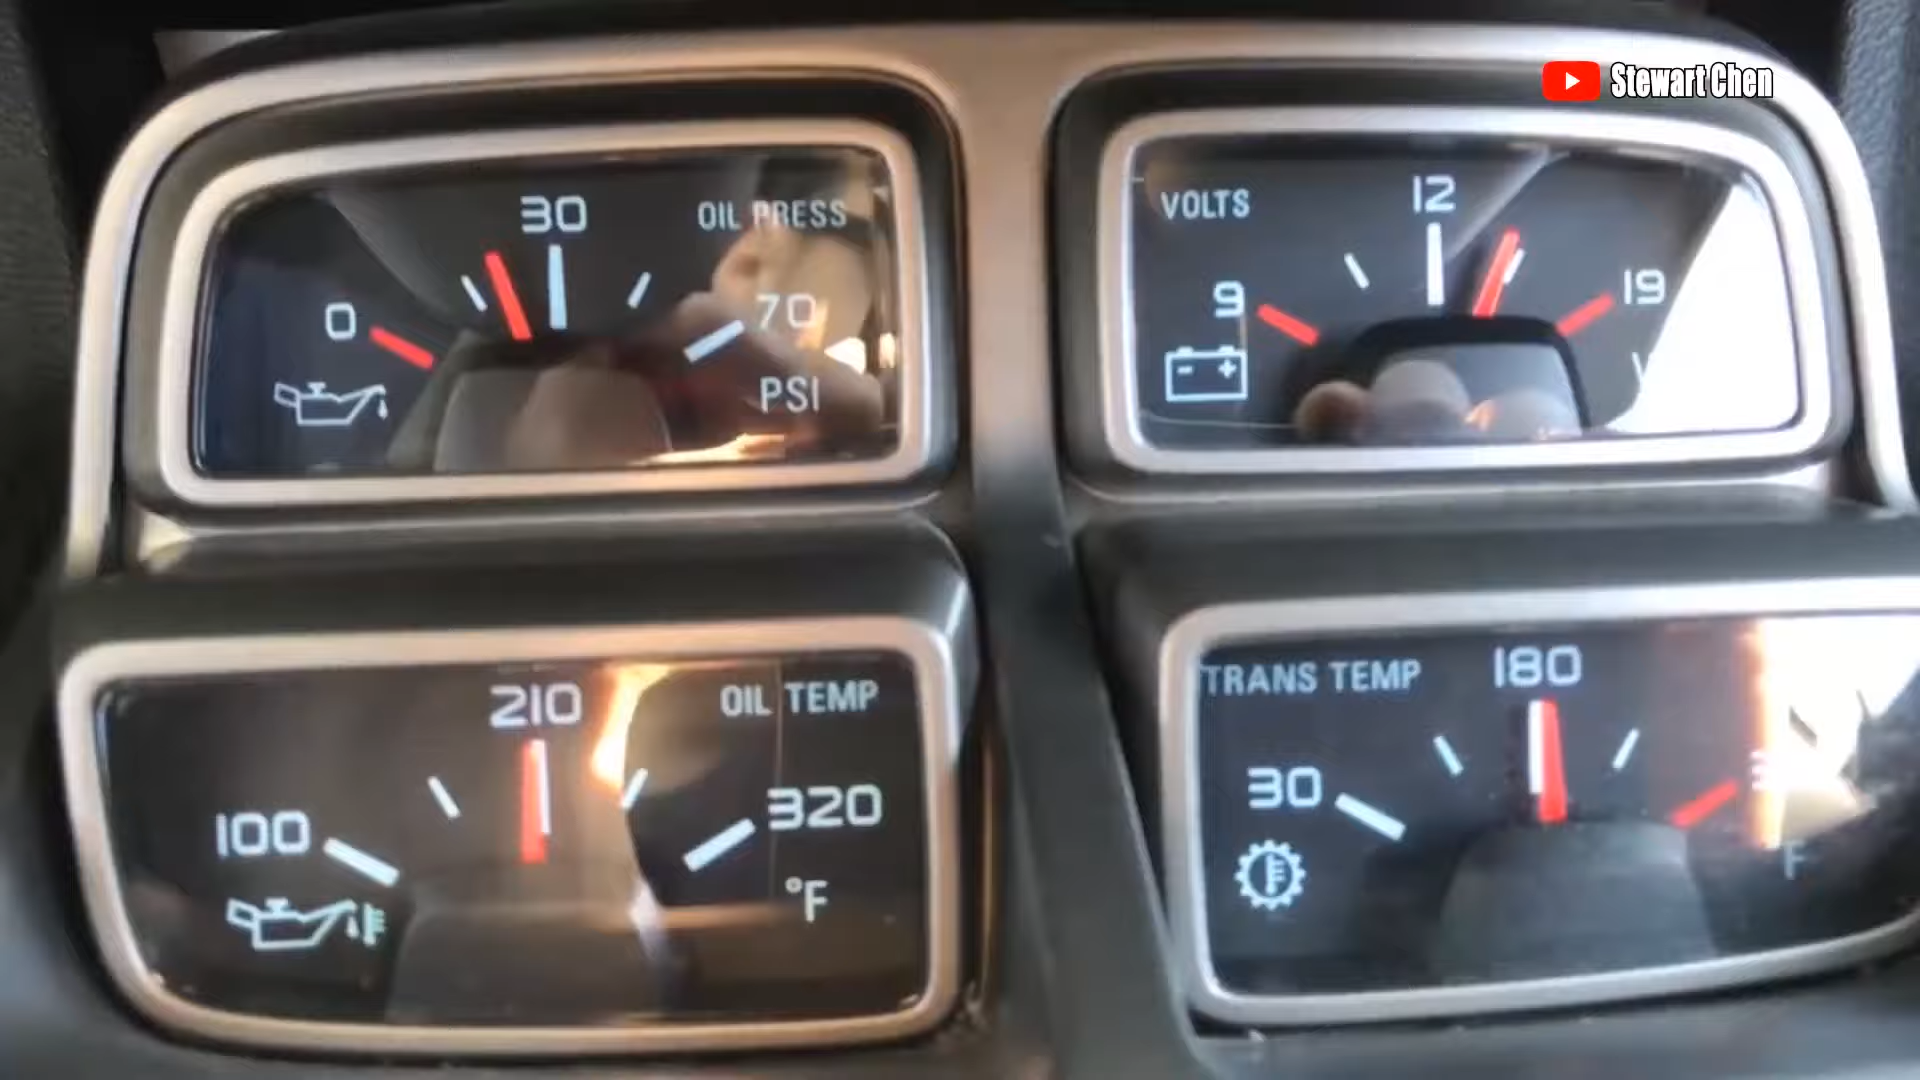 Stewart Chen
30
OIL PRESS
0
70
PSI
VOLTS
12
9
19
210
OIL TEMP
100
320
°F
TRANS TEMP
180
30
F